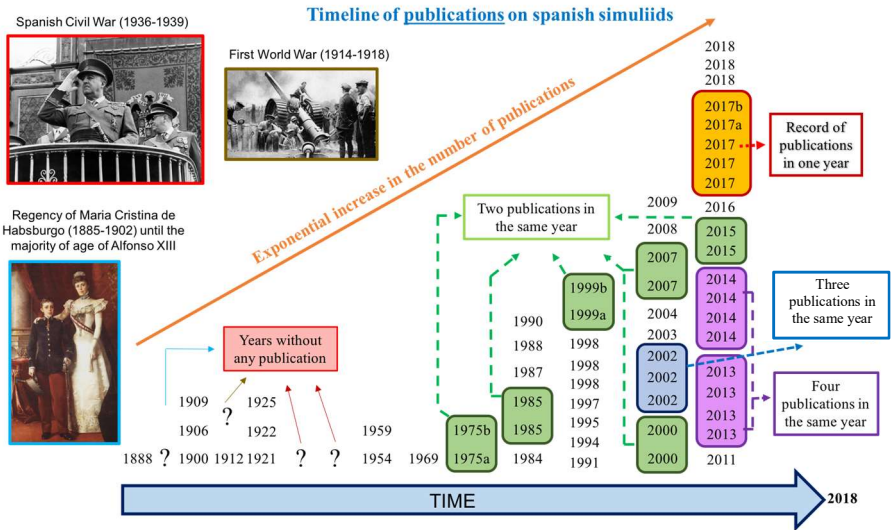 Timeline of publications on spanish simuliids
Spanish Civil War (1936-1939)
First World War (1914-1918)
Exponential increase in the number of publications
Regency of Maria Cristina de
Habsburgo (1885-1902) until the
majority of age of Alfonso XIII
Years without
any publication
Two publications in
the same year
Record of
publications
in one year
Three
publications in
the same year
Four
publications in
the same year
1888
?
1909
1906
1900
?
1912
1925
1922
1921
?
?
1959
1954
1969
1975b
1975a
1990
1988
1987
1985
1985
1984
1999b
1999a
1998
1998
1998
1997
1995
1994
1991
2009
2008
2007
2007
2004
2003
2002
2002
2002
2000
2000
2018
2018
2018
2017b
2017a
2017
2017
2017
2016
2015
2015
2014
2014
2014
2014
2013
2013
2013
2013
2011
TIME
2018